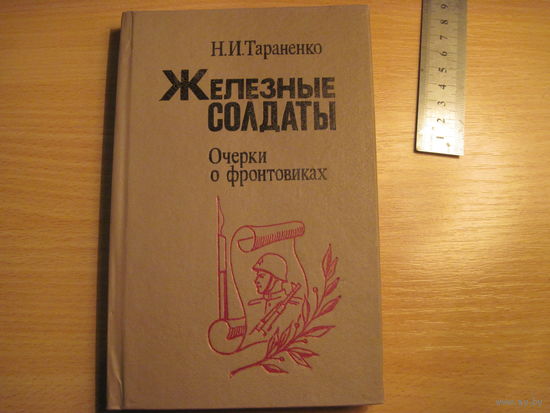 Н.И.Тараненко
ЖЕЛЕЗНЫЕ
СОЛДАТЫ
Очерки
о фронтовиках
1 2 3 4 5 6 7 8 9